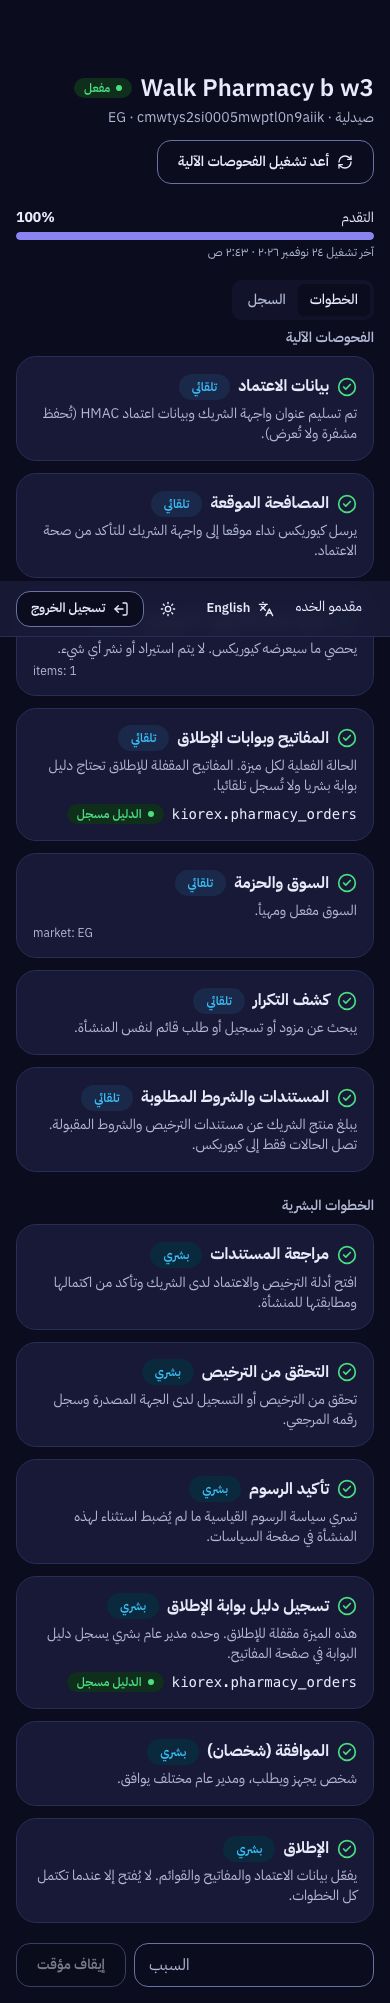 Walk Pharmacy b w3 مفعل
صيدلية · EG · cmwtys2si0005mwptl0n9aiik
أعد تشغيل الفحوصات الآلية
التقدم 100%
آخر تشغيل ٢٤ نوفمبر ٢٠٢٦ · ٢:٤٣ ص
الخطوات السجل
الفحوصات الآلية
بيانات الاعتماد تلقائي
تم تسليم عنوان واجهة الشريك وبيانات اعتماد HMAC (تُحفظ
مشفرة ولا تُعرض).
المصافحة الموقعة تلقائي
يرسل كيوريكس نداء موقعا إلى واجهة الشريك للتأكد من صحة
الاعتماد.
مقدمو الخدمه English تسجيل الخروج
يحصي ما سيعرضه كيوريكس. لا يتم استيراد أو نشر أي شيء.
items: 1
المفاتيح وبوابات الإطلاق تلقائي
الحالة الفعلية لكل ميزة. المفاتيح المقفلة للإطلاق تحتاج دليل
بوابة بشريا ولا تُسجل تلقائيا.
kiorex.pharmacy_orders الدليل مسجل
السوق والحزمة تلقائي
السوق مفعل ومهيأ.
market: EG
كشف التكرار تلقائي
يبحث عن مزود أو تسجيل أو طلب قائم لنفس المنشأة.
المستندات والشروط المطلوبة تلقائي
يبلغ منتج الشريك عن مستندات الترخيص والشروط المقبولة.
تصل الحالات فقط إلى كيوريكس.
الخطوات البشرية
مراجعة المستندات بشري
افتح أدلة الترخيص والاعتماد لدى الشريك وتأكد من اكتمالها
ومطابقتها للمنشأة.
التحقق من الترخيص بشري
تحقق من الترخيص أو التسجيل لدى الجهة المصدرة وسجل
رقمه المرجعي.
تأكيد الرسوم بشري
تسري سياسة الرسوم القياسية ما لم يُضبط استثناء لهذه
المنشأة في صفحة السياسات.
تسجيل دليل بوابة الإطلاق بشري
هذه الميزة مقفلة للإطلاق. وحده مدير عام بشري يسجل دليل
البوابة في صفحة المفاتيح.
kiorex.pharmacy_orders الدليل مسجل
الموافقة (شخصان) بشري
شخص يجهز ويطلب، ومدير عام مختلف يوافق.
الإطلاق بشري
يفعّل بيانات الاعتماد والمفاتيح والقوائم. لا يُفتح إلا عندما تكتمل
كل الخطوات.
السبب إيقاف مؤقت